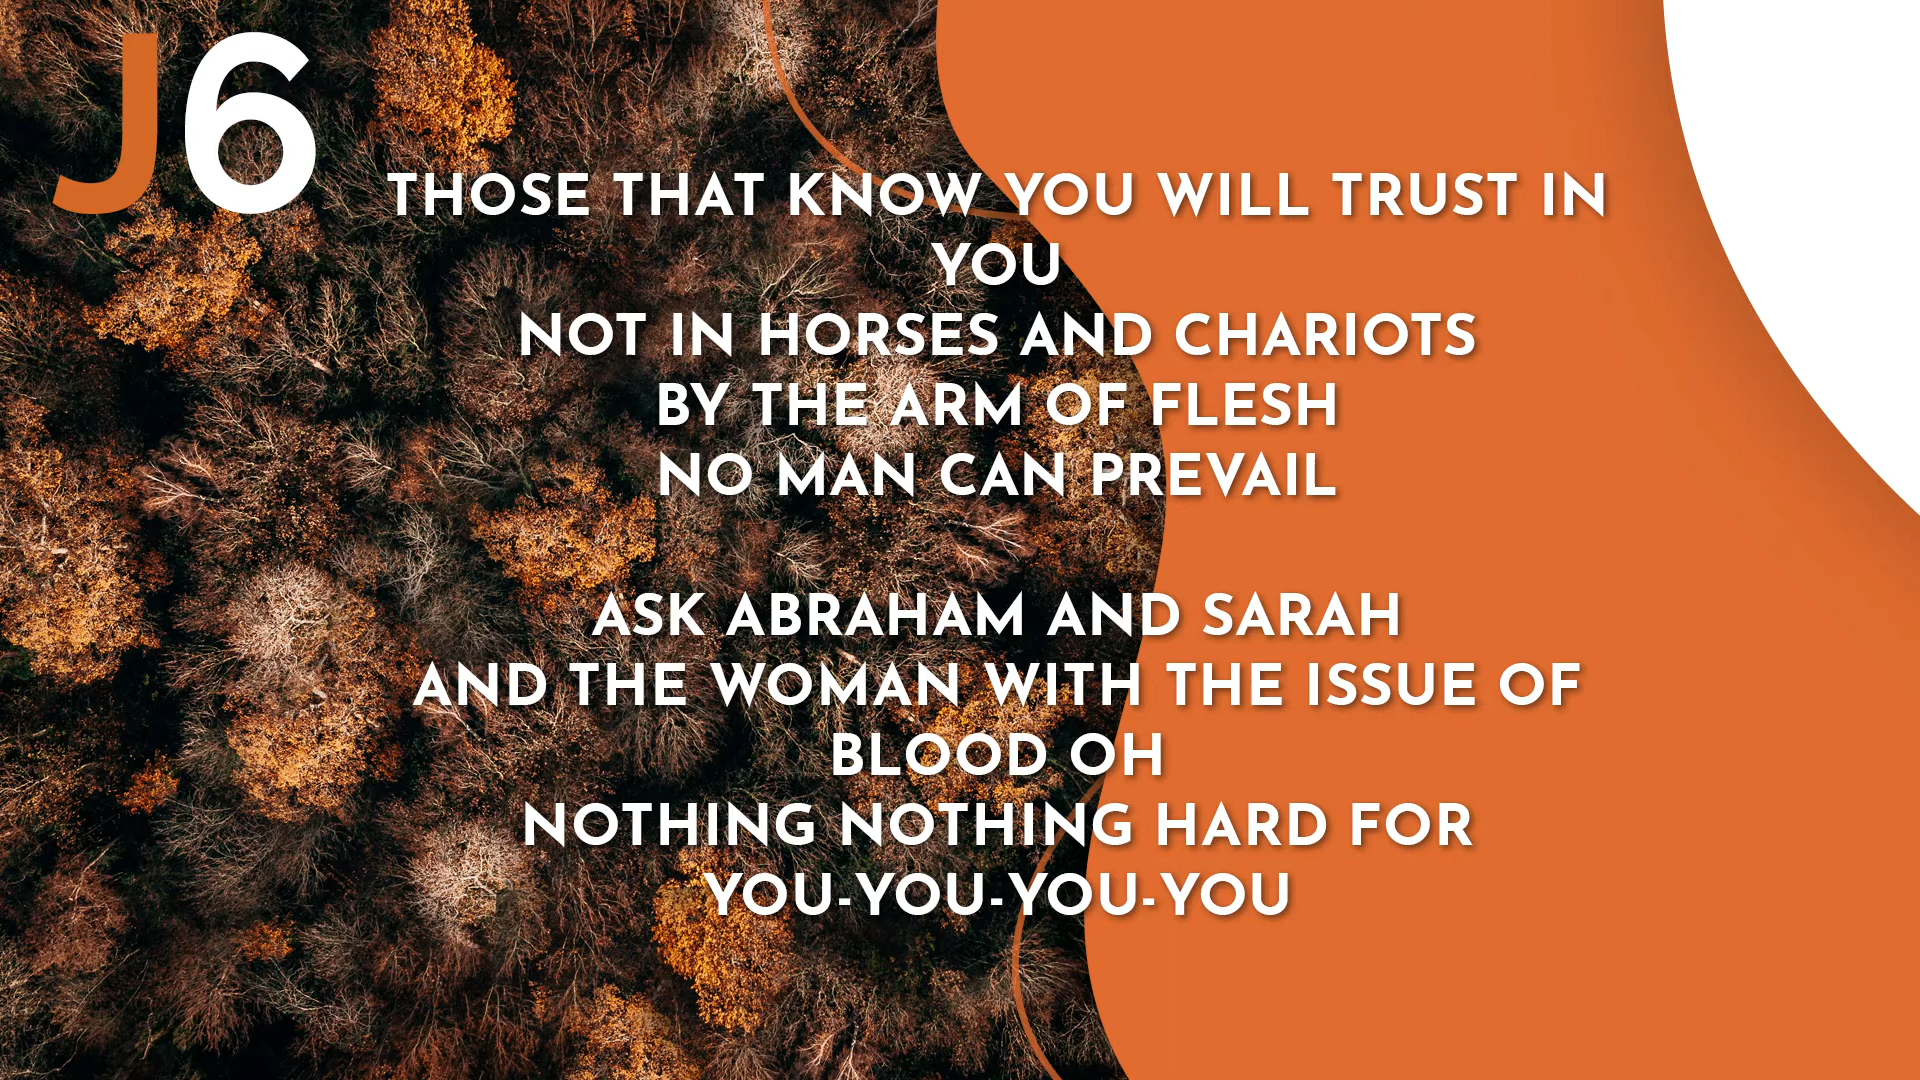 J6
THOSE THAT KNOW YOU WILL TRUST IN
YOU
NOT IN HORSES AND CHARIOTS
BY THE ARM OF FLESH
NO MAN CAN PREVAIL
ASK ABRAHAM AND SARAH
AND THE WOMAN WITH THE ISSUE OF
BLOOD OH
NOTHING NOTHING HARD FOR
YOU-YOU-YOU-YOU